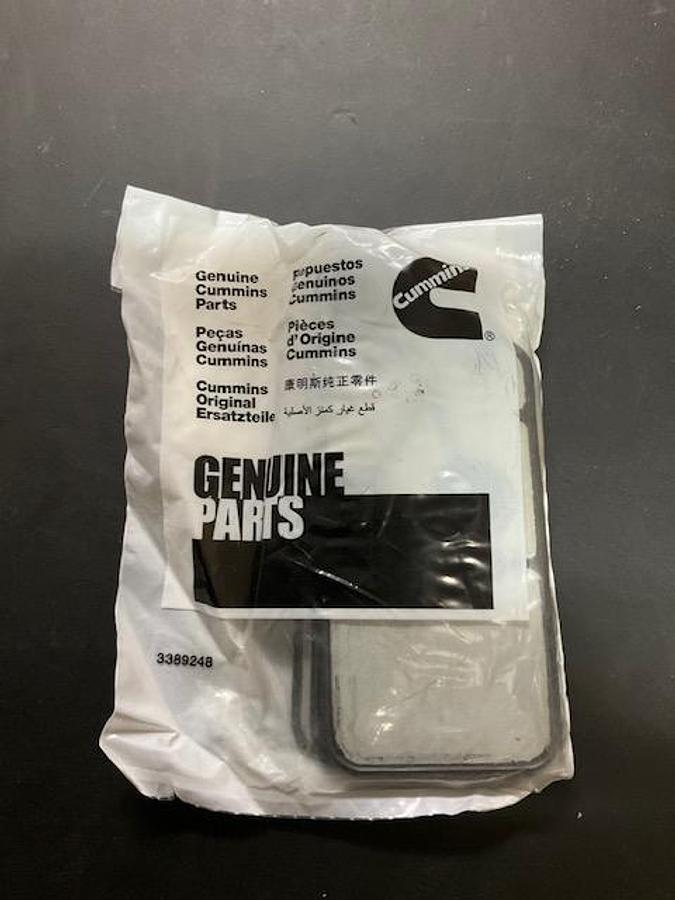 Genuine
Cummins
Parts
Peças
Genuínas
Cummins
Cummins
Original
Ersatzteile
Repuestos
Genuinos
Cummins
Pièces
d'Origine
Cummins
康明斯纯正零件
قطع غيار كمنز الأصلية
Cummins
®
GENUINE
PARTS
3389248